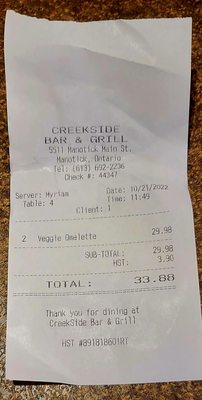 CREEKSIDE
BAR & GRILL
5511 Manotick Main St.
Manotick, Ontario
Tel: (613) 692-2236
Check #: 44347
Server: Myriam Date: 10/21/2022
Table: 4 Time: 11:49
Client: 1
2 Veggie Omelette 29.98
SUB-TOTAL: 29.98
HST: 3.90
TOTAL: 33.88
Thank you for dining at
CreekSide Bar & Grill
HST #891818601RT